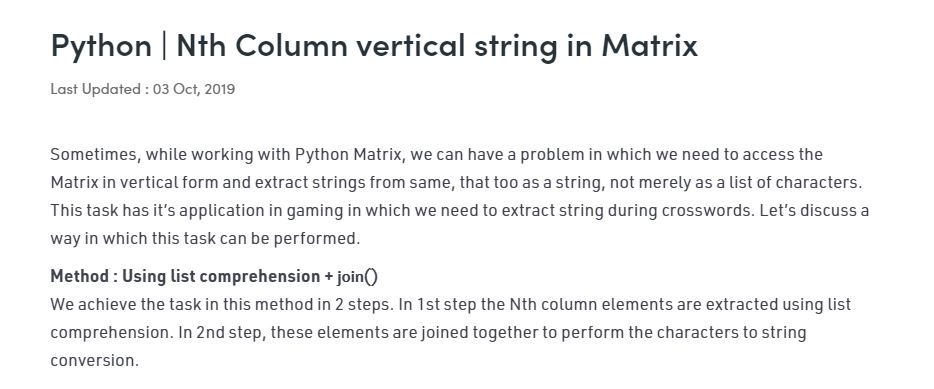 Python | Nth Column vertical string in Matrix
Last Updated : 03 Oct, 2019
Sometimes, while working with Python Matrix, we can have a problem in which we need to access the
Matrix in vertical form and extract strings from same, that too as a string, not merely as a list of characters.
This task has it’s application in gaming in which we need to extract string during crosswords. Let’s discuss a
way in which this task can be performed.
Method : Using list comprehension + join()
We achieve the task in this method in 2 steps. In 1st step the Nth column elements are extracted using list
comprehension. In 2nd step, these elements are joined together to perform the characters to string
conversion.